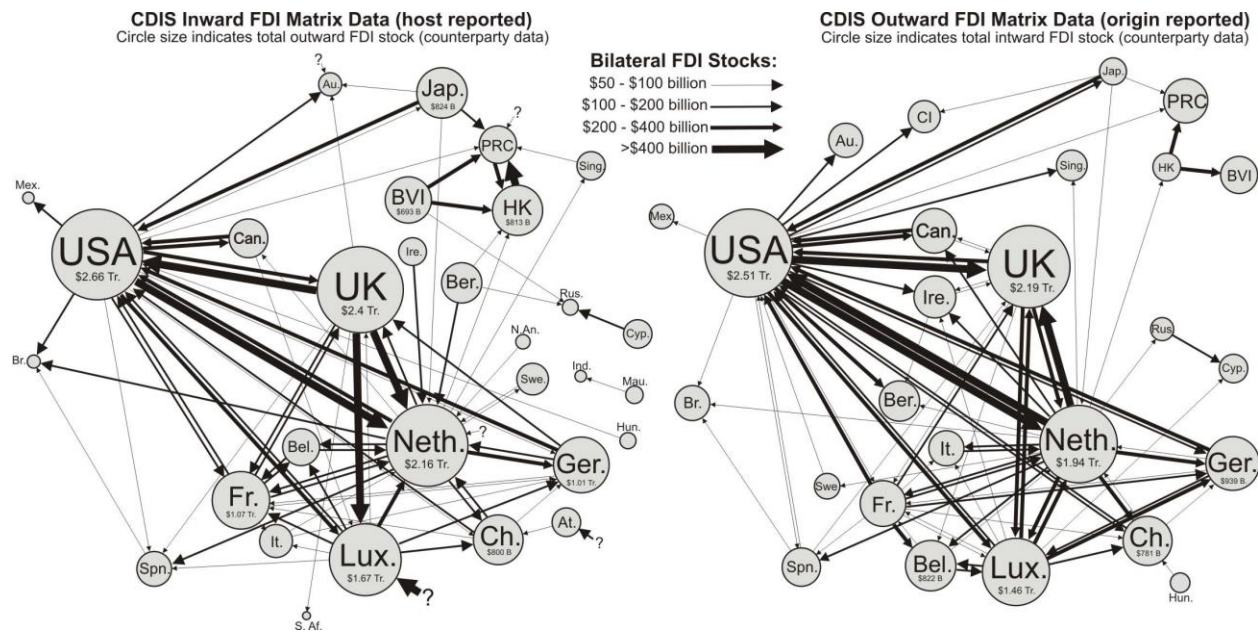 CDIS Inward FDI Matrix Data (host reported)
Circle size indicates total outward FDI stock (counterparty data)
?
Au.
Jap.
$824 B
?
PRC
Sing.
BVI
$693 B
HK
$813 B
Mex.
USA
$2.66 Tr.
Can.
UK
$2.4 Tr.
Ire.
Ber.
Rus.
Cyp.
Br.
N.An.
Ind.
Mau.
Swe.
Hun.
Bel.
Neth.
$2.16 Tr.
?
Ger.
$1.01 Tr.
Fr.
$1.07 Tr.
It.
Ch.
$800 B
At.
?
Spn.
Lux.
$1.67 Tr.
?
S. Af.
Bilateral FDI Stocks:
$50 - $100 billion
$100 - $200 billion
$200 - $400 billion
>$400 billion
CDIS Outward FDI Matrix Data (origin reported)
Circle size indicates total inward FDI stock (counterparty data)
Jap.
PRC
CI
Au.
Sing.
HK
BVI
Mex
USA
$2.51 Tr.
Can.
UK
$2.19 Tr.
Ire.
Rus
Cyp.
Br.
Ber.
It.
Neth.
$1.94 Tr.
Ger.
$939 B
Swe
Fr.
Ch.
$781 B
Spn.
Bel.
$822 B
Lux.
$1.46 Tr.
Hun.